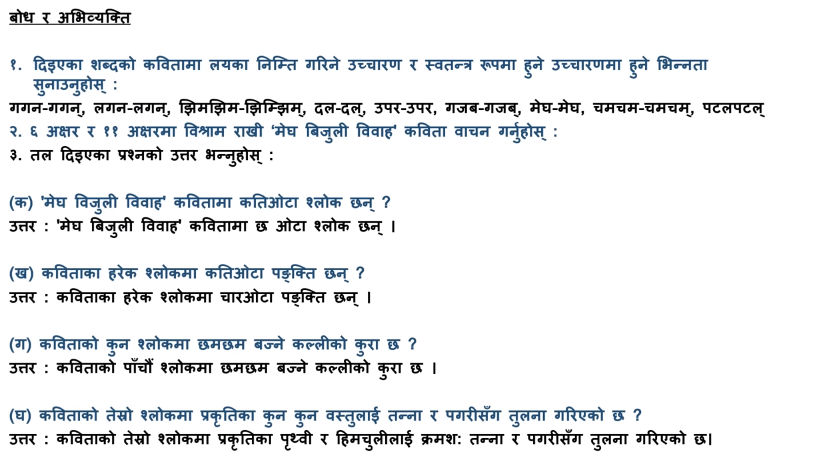 बोध र अभिव्यक्ति
१. दिइएका शब्दको कवितामा लयका निम्ति गरिने उच्चारण र स्वतन्त्र रूपमा हुने उच्चारणमा हुने भिन्नता
सुनाउनुहोस् :
गगन-गगन्, लगन-लगन्, झिमझिम-झिम्झिम्, दल-दल्, उपर-उपर, गजब-गजब्, मेघ-मेघ, चमचम-चमचम्, पटलपटल्
२. ६ अक्षर र ११ अक्षरमा विश्राम राखी 'मेघ बिजुली विवाह' कविता वाचन गर्नुहोस् :
३. तल दिइएका प्रश्नको उत्तर भन्नुहोस् :
(क) 'मेघ विजुली विवाह' कवितामा कतिओटा श्लोक छन् ?
उत्तर : 'मेघ बिजुली विवाह' कवितामा छ ओटा श्लोक छन् ।
(ख) कविताका हरेक श्लोकमा कतिओटा पङ्क्ति छन् ?
उत्तर : कविताका हरेक श्लोकमा चारओटा पङ्क्ति छन् ।
(ग) कविताको कुन श्लोकमा छमछम बज्ने कल्लीको कुरा छ ?
उत्तर : कविताको पाँचौं श्लोकमा छमछम बज्ने कल्लीको कुरा छ ।
(घ) कविताको तेस्रो श्लोकमा प्रकृतिका कुन कुन वस्तुलाई तन्ना र पगरीसँग तुलना गरिएको छ ?
उत्तर : कविताको तेस्रो श्लोकमा प्रकृतिका पृथ्वी र हिमचुलीलाई क्रमश: तन्ना र पगरीसँग तुलना गरिएको छ।